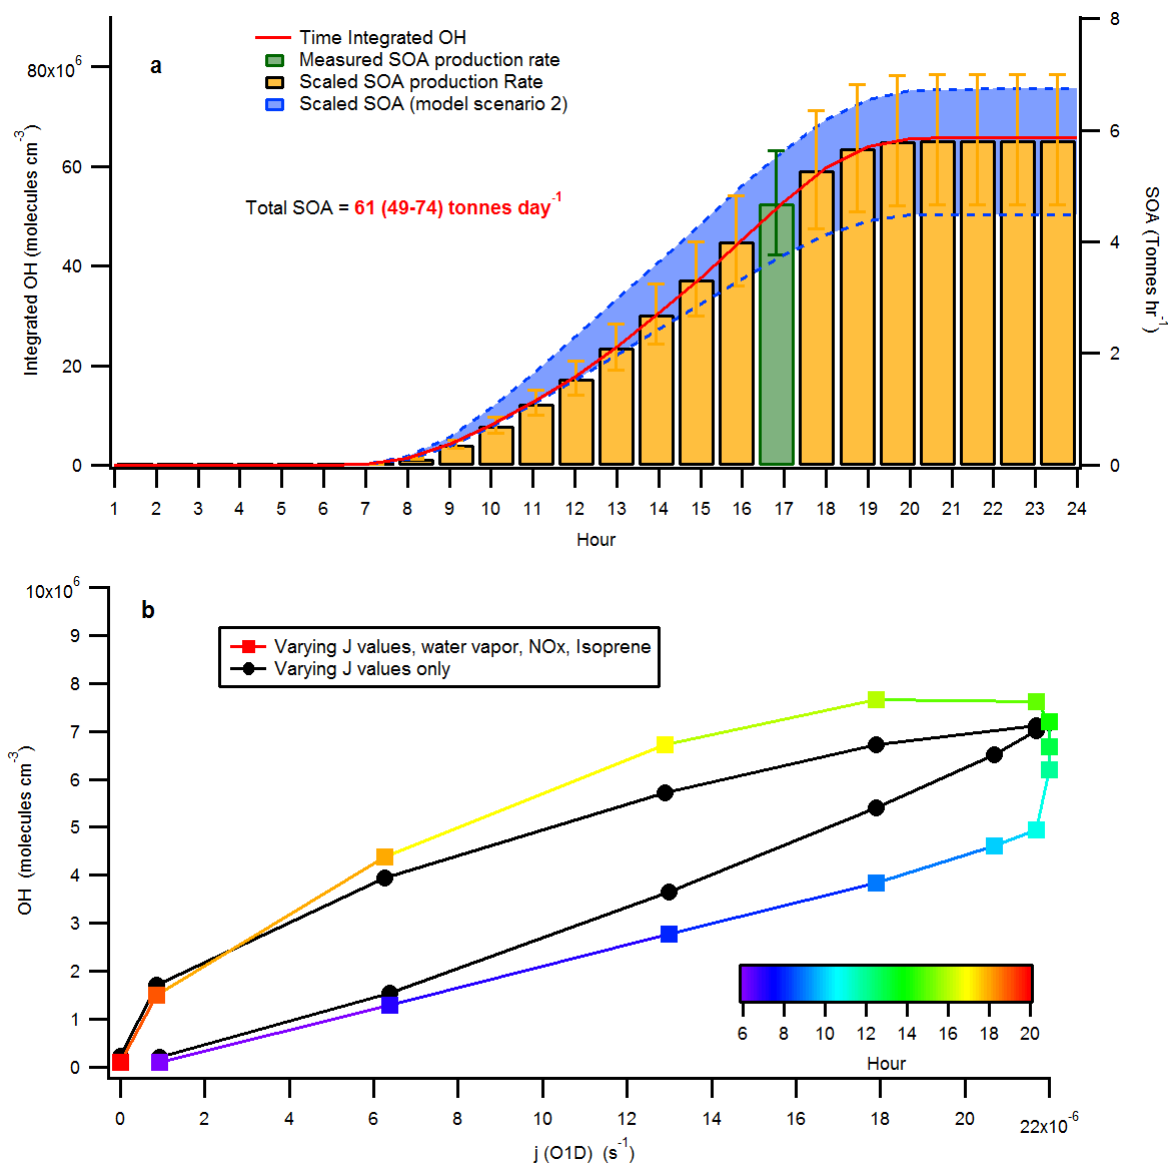 a
Time Integrated OH
Measured SOA production rate
Scaled SOA production Rate
Scaled SOA (model scenario 2)
Total SOA = 61 (49-74) tonnes day-1
80x10^6
60
40
20
0
Integrated OH (molecules cm-3)
8
6
4
2
0
SOA (Tonnes hr-1)
1 2 3 4 5 6 7 8 9 10 11 12 13 14 15 16 17 18 19 20 21 22 23 24
Hour
b
Varying J values, water vapor, NOx, Isoprene
Varying J values only
10x10^6
9
8
7
6
5
4
3
2
1
0
OH (molecules cm-3)
6 8 10 12 14 16 18 20
Hour
0 2 4 6 8 10 12 14 16 18 20 22x10^-6
j (O1D) (s-1)